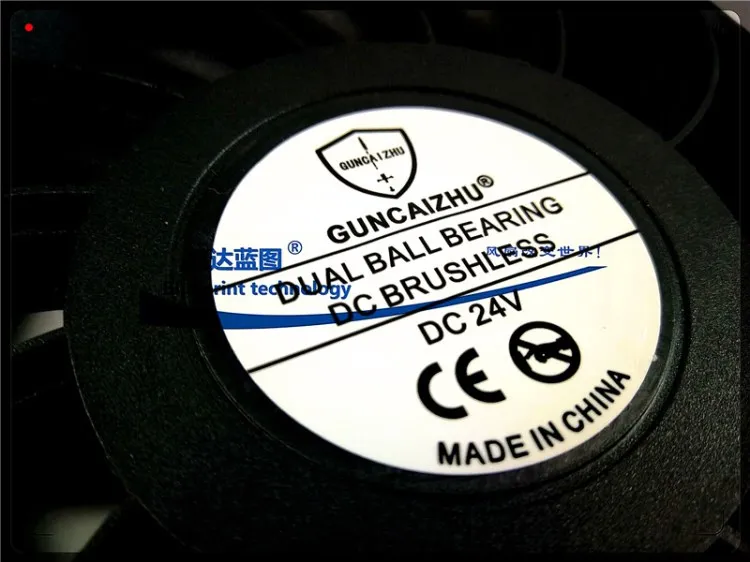 GUNCAIZHU
GUNCAIZHU®
DUAL BALL BEARING
DC BRUSHLESS
DC 24V
CE
MADE IN CHINA
达蓝图®
rint technology